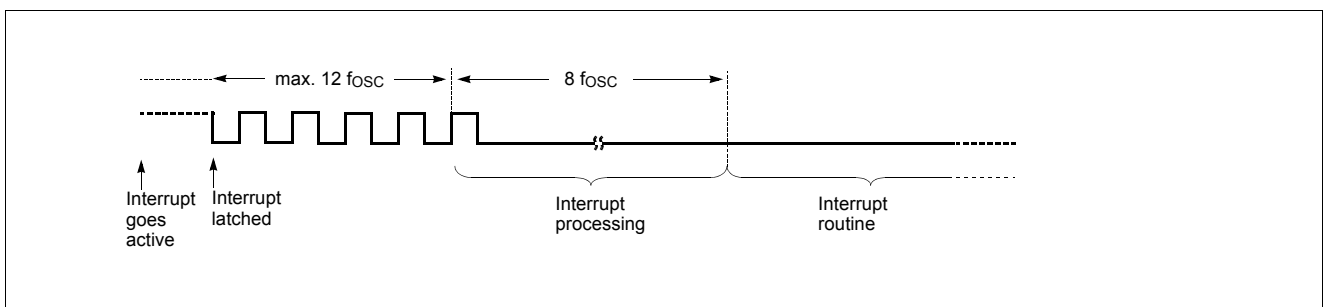 max. 12 fOSC
8 fOSC
Interrupt
goes
active
Interrupt
latched
Interrupt
processing
Interrupt
routine